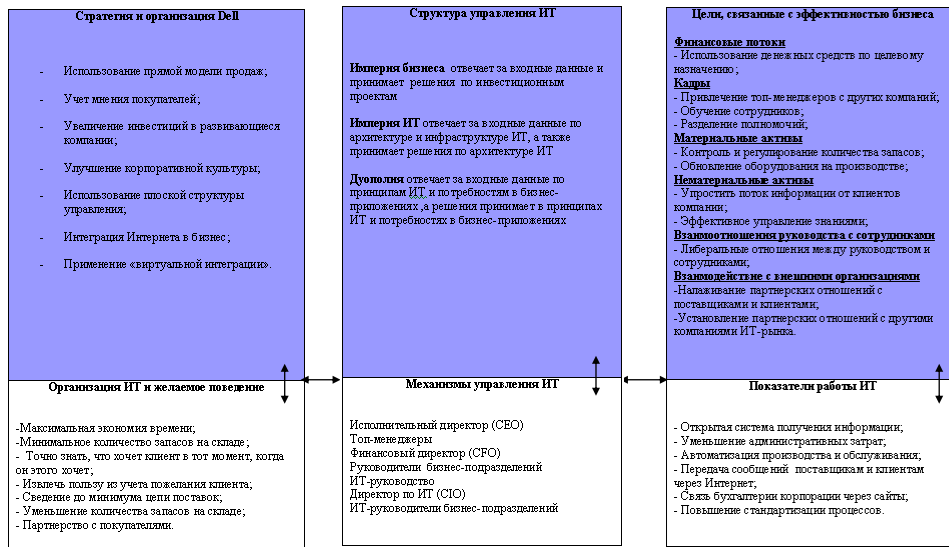 Стратегия и организация Dell
- Использование прямой модели продаж;
- Учет мнения покупателей;
- Увеличение инвестиций в развивающиеся
компании;
- Улучшение корпоративной культуры;
- Использование плоской структуры
управления;
- Интеграция Интернета в бизнес;
- Применение «виртуальной интеграции».
Организация ИТ и желаемое поведение
-Максимальная экономия времени;
-Минимальное количество запасов на складе;
- Точно знать, что хочет клиент в тот момент, когда
он этого хочет;
- Извлечь пользу из учета пожелания клиента;
- Сведение до минимума цепи поставок;
- Уменьшение количества запасов на складе;
- Партнерство с покупателями.
Структура управления ИТ
Империя бизнеса отвечает за входные данные и
принимает решения по инвестиционным
проектам
Империя ИТ отвечает за входные данные по
архитектуре и инфраструктуре ИТ, а также
принимает решения по архитектуре ИТ
Дуополия отвечает за входные данные по
принципам ИТ и потребностям в бизнес-
приложениях ,а решения принимает в принципах
ИТ и потребностях в бизнес-приложениях
Механизмы управления ИТ
Исполнительный директор (CEO)
Топ-менеджеры
Финансовый директор (CFO)
Руководители бизнес-подразделений
ИТ-руководство
Директор по ИТ (CIO)
ИТ-руководители бизнес-подразделений
Цели, связанные с эффективностью бизнеса
Финансовые потоки
- Использование денежных средств по целевому
назначению;
Кадры
- Привлечение топ-менеджеров с других компаний;
- Обучение сотрудников;
- Разделение полномочий;
Материальные активы
- Контроль и регулирование количества запасов;
- Обновление оборудования на производстве;
Нематериальные активы
- Упростить поток информации от клиентов
компании;
- Эффективное управление знаниями;
Взаимоотношения руководства с сотрудниками
- Либеральные отношения между руководством и
сотрудниками;
Взаимодействие с внешними организациями
-Налаживание партнерских отношений с
поставщиками и клиентами;
-Установление партнерских отношений с другими
компаниями ИТ-рынка.
Показатели работы ИТ
- Открытая система получения информации;
- Уменьшение административных затрат;
- Автоматизация производства и обслуживания;
- Передача сообщений поставщикам и клиентам
через Интернет;
- Связь бухгалтерии корпорации через сайты;
- Повышение стандартизации процессов.